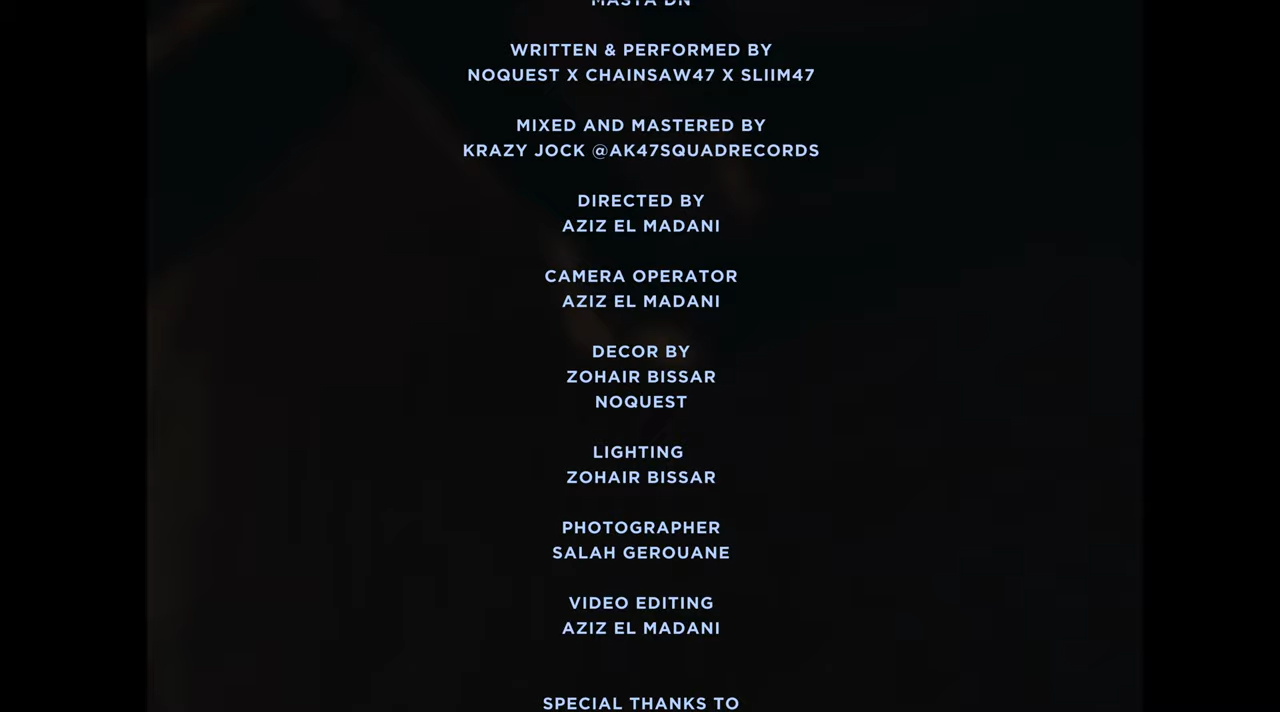 MASTA DN
WRITTEN & PERFORMED BY
NOQUEST X CHAINSAW47 X SLIIM47
MIXED AND MASTERED BY
KRAZY JOCK @AK47SQUADRECORDS
DIRECTED BY
AZIZ EL MADANI
CAMERA OPERATOR
AZIZ EL MADANI
DECOR BY
ZOHAIR BISSAR
NOQUEST
LIGHTING
ZOHAIR BISSAR
PHOTOGRAPHER
SALAH GEROUANE
VIDEO EDITING
AZIZ EL MADANI
SPECIAL THANKS TO